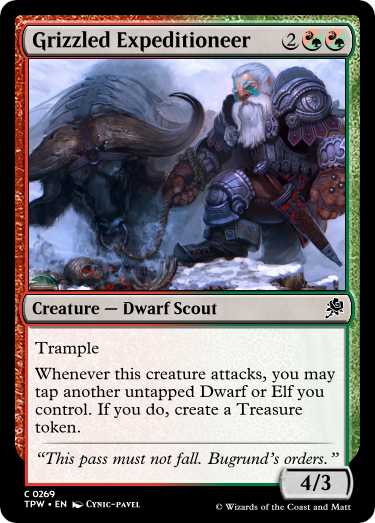 Grizzled Expeditioneer 2
Creature — Dwarf Scout
Trample
Whenever this creature attacks, you may
tap another untapped Dwarf or Elf you
control. If you do, create a Treasure
token.
“This pass must not fall. Bugrund's orders.”
4/3
C 0269
TPW • EN Cynic-pavel
© Wizards of the Coast and Matt